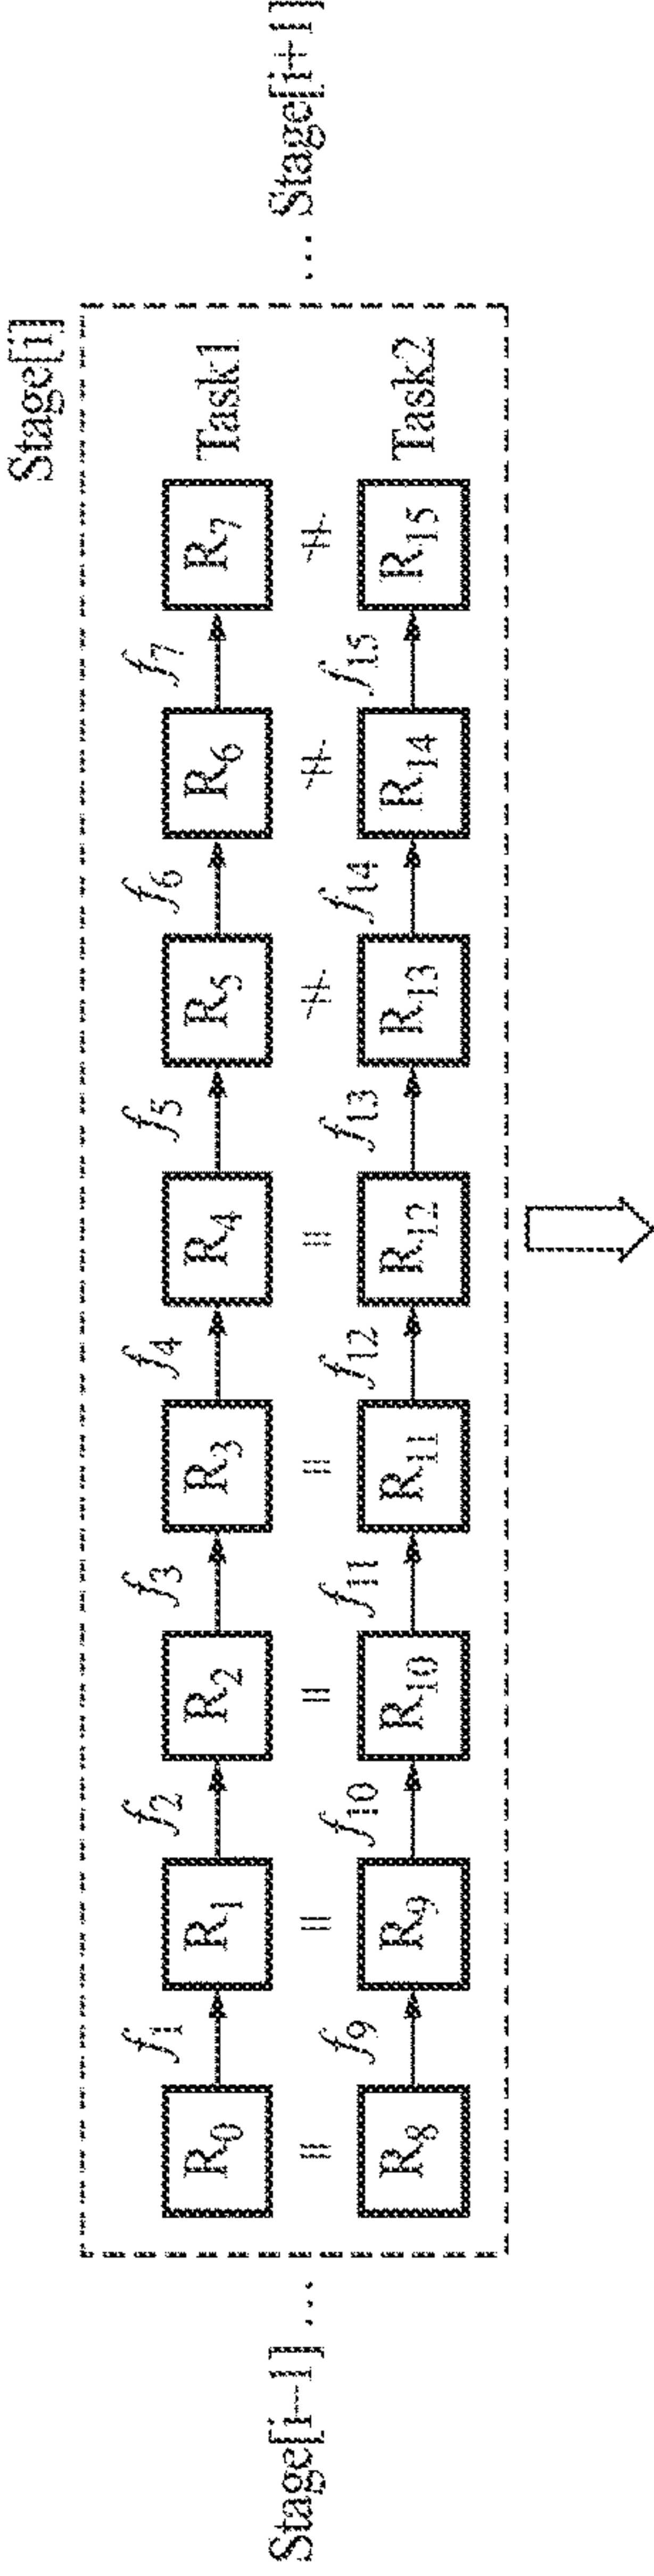 Stage[i]
f1 f2 f3 f4 f5 f6 f7
R0 R1 R2 R3 R4 R5 R6 R7 Task1
Stage[i−1] ... ≡ ≡ ≡ ≡ ≡ ≢ ≢ ≢ ... Stage[i+1]
f9 f10 f11 f12 f13 f14 f15
R8 R9 R10 R11 R12 R13 R14 R15 Task2